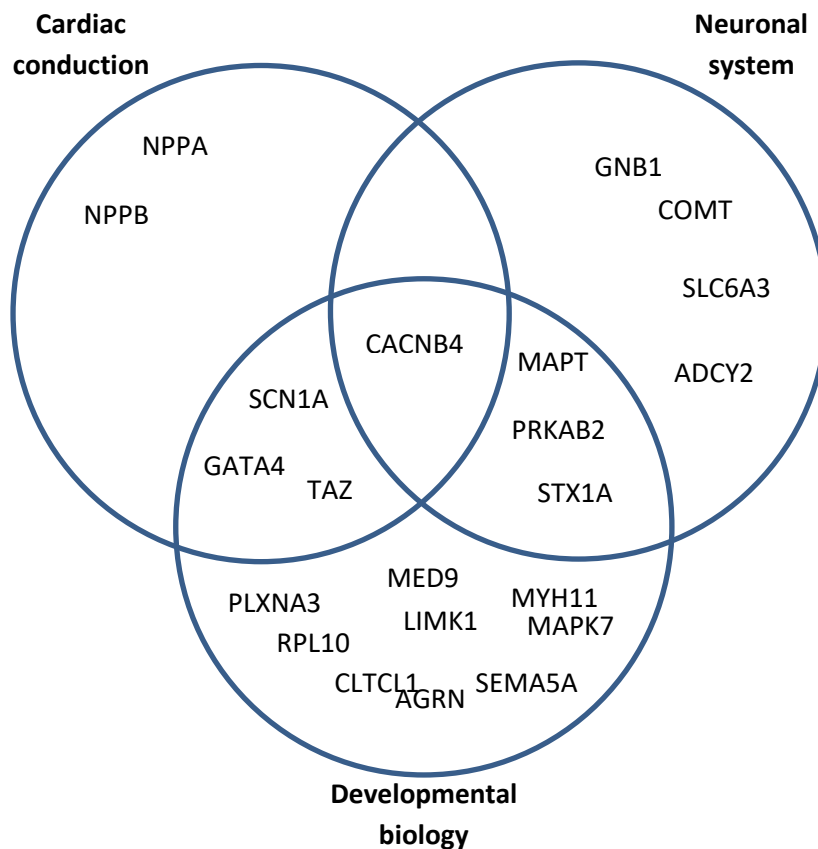 Cardiac
conduction
Neuronal
system
NPPA
NPPB
GNB1
COMT
SLC6A3
ADCY2
CACNB4
MAPT
SCN1A
PRKAB2
GATA4
TAZ
STX1A
MED9
PLXNA3
LIMK1
MYH11
MAPK7
RPL10
CLTCL1
AGRN
SEMA5A
Developmental
biology